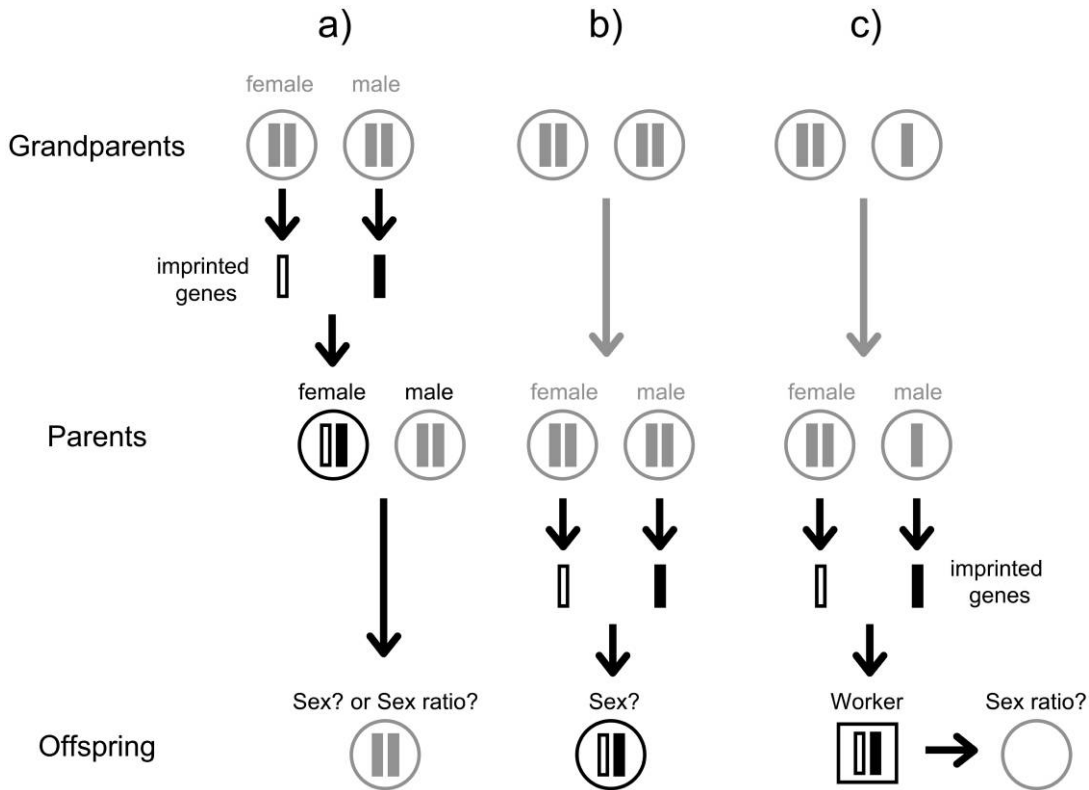 a) b) c)
female male
Grandparents
imprinted
genes
female male female male female male
Parents
imprinted
genes
Sex? or Sex ratio? Sex? Worker Sex ratio?
Offspring